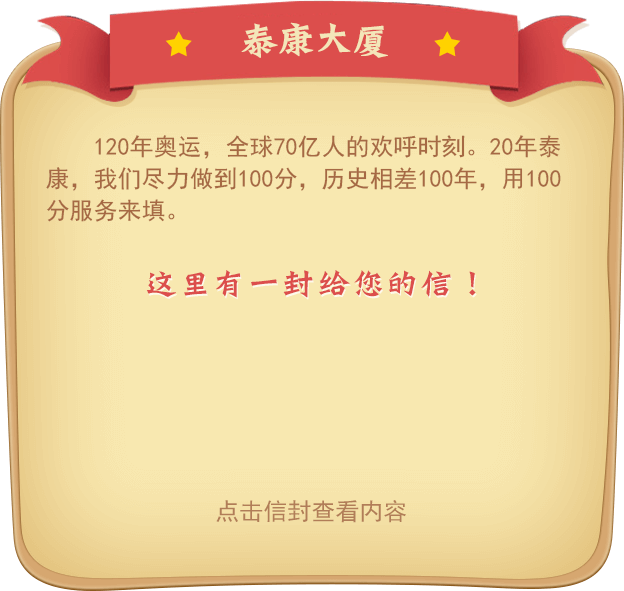 泰康大厦
120年奥运，全球70亿人的欢呼时刻。20年泰
康，我们尽力做到100分，历史相差100年，用100
分服务来填。
这里有一封给您的信！
点击信封查看内容